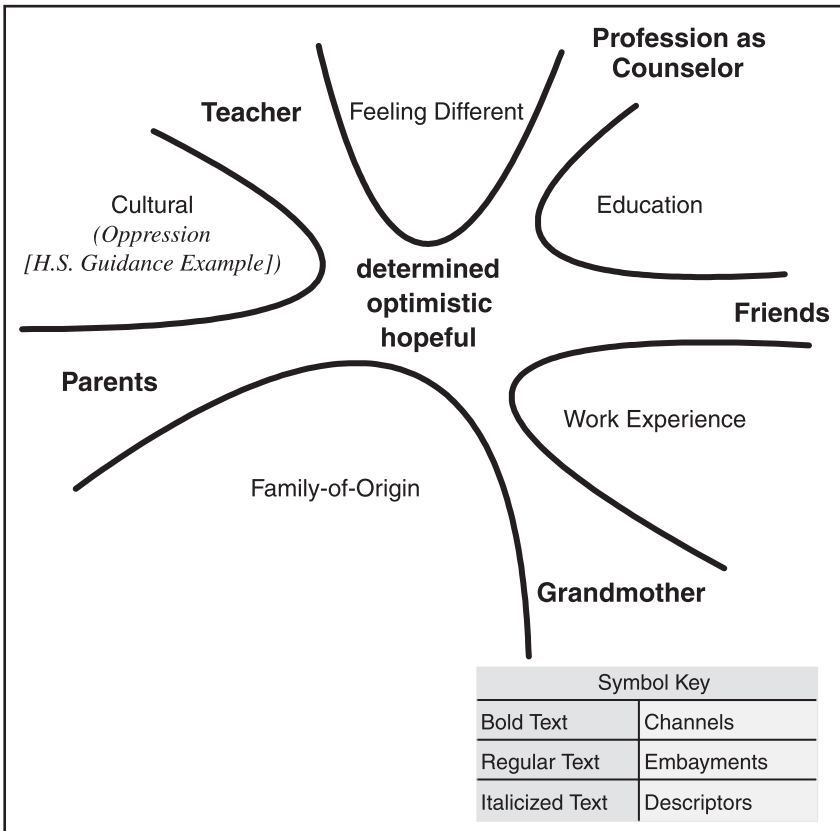 Profession as
Counselor
Teacher
Feeling Different
Cultural
(Oppression
[H.S. Guidance Example])
Education
determined
optimistic
hopeful
Friends
Parents
Work Experience
Family-of-Origin
Grandmother
Symbol Key
Bold Text Channels
Regular Text Embayments
Italicized Text Descriptors